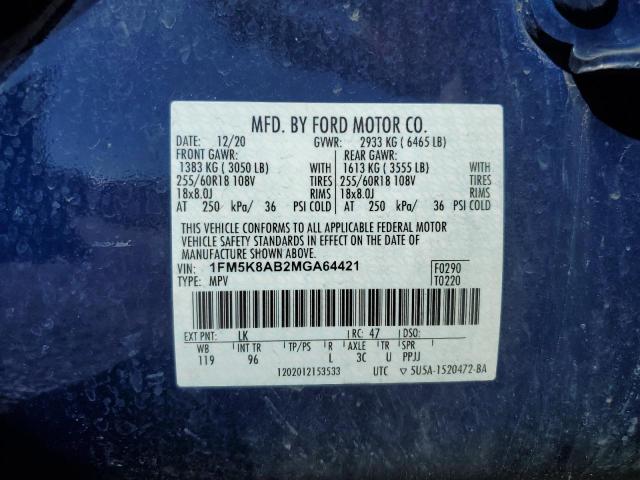 MFD. BY FORD MOTOR CO.
DATE: 12/20 GVWR: 2933 KG ( 6465 LB)
FRONT GAWR: REAR GAWR:
1383 KG ( 3050 LB) WITH 1613 KG ( 3555 LB) WITH
255/60R18 108V TIRES 255/60R18 108V TIRES
18x8.0J RIMS 18x8.0J RIMS
AT 250 kPa/ 36 PSI COLD AT 250 kPa/ 36 PSI COLD
THIS VEHICLE CONFORMS TO ALL APPLICABLE FEDERAL MOTOR
VEHICLE SAFETY STANDARDS IN EFFECT ON THE DATE OF
MANUFACTURE SHOWN ABOVE.
VIN: 1FM5K8AB2MGA64421 F0290
TYPE: MPV T0220
EXT PNT: LK RC: 47 DSO:
WB INT TR TP/PS R AXLE TR SPR
119 96 L 3C U PPJJ
1202012153533 UTC ▽ 5U5A-1520472-BA